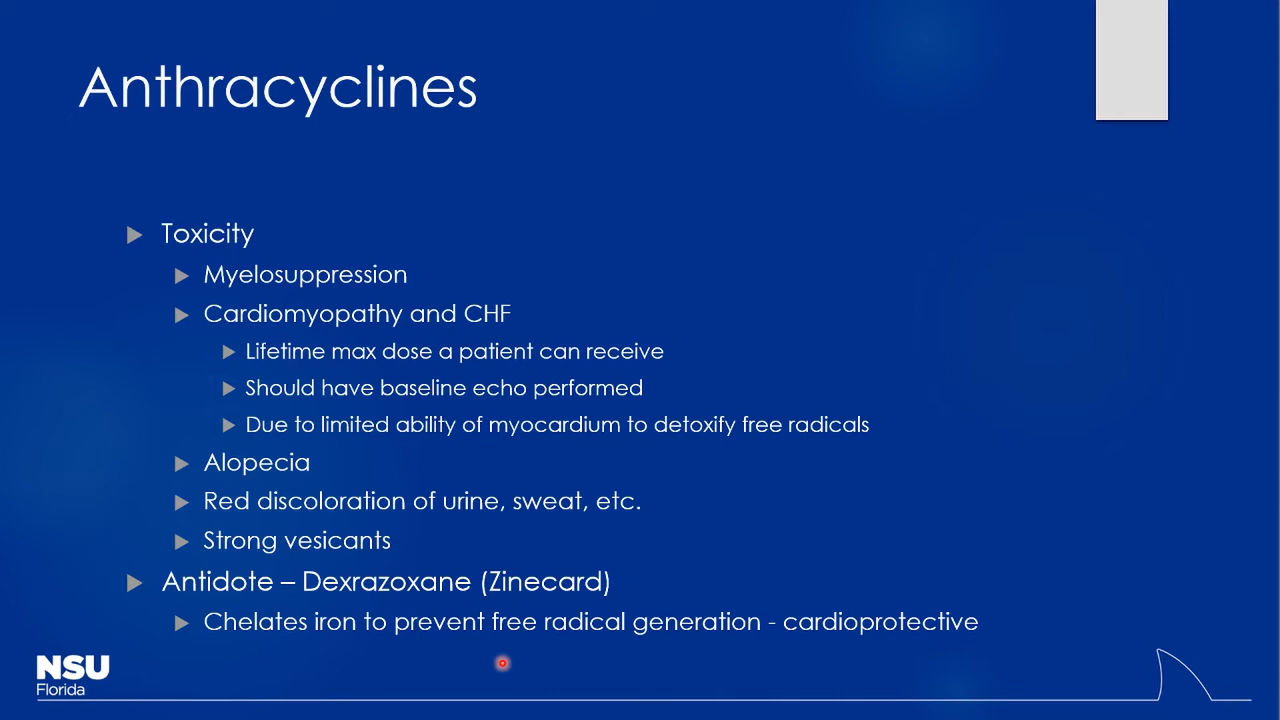 Anthracyclines
Toxicity
Myelosuppression
Cardiomyopathy and CHF
Lifetime max dose a patient can receive
Should have baseline echo performed
Due to limited ability of myocardium to detoxify free radicals
Alopecia
Red discoloration of urine, sweat, etc.
Strong vesicants
Antidote – Dexrazoxane (Zinecard)
Chelates iron to prevent free radical generation - cardioprotective
NSU
Florida